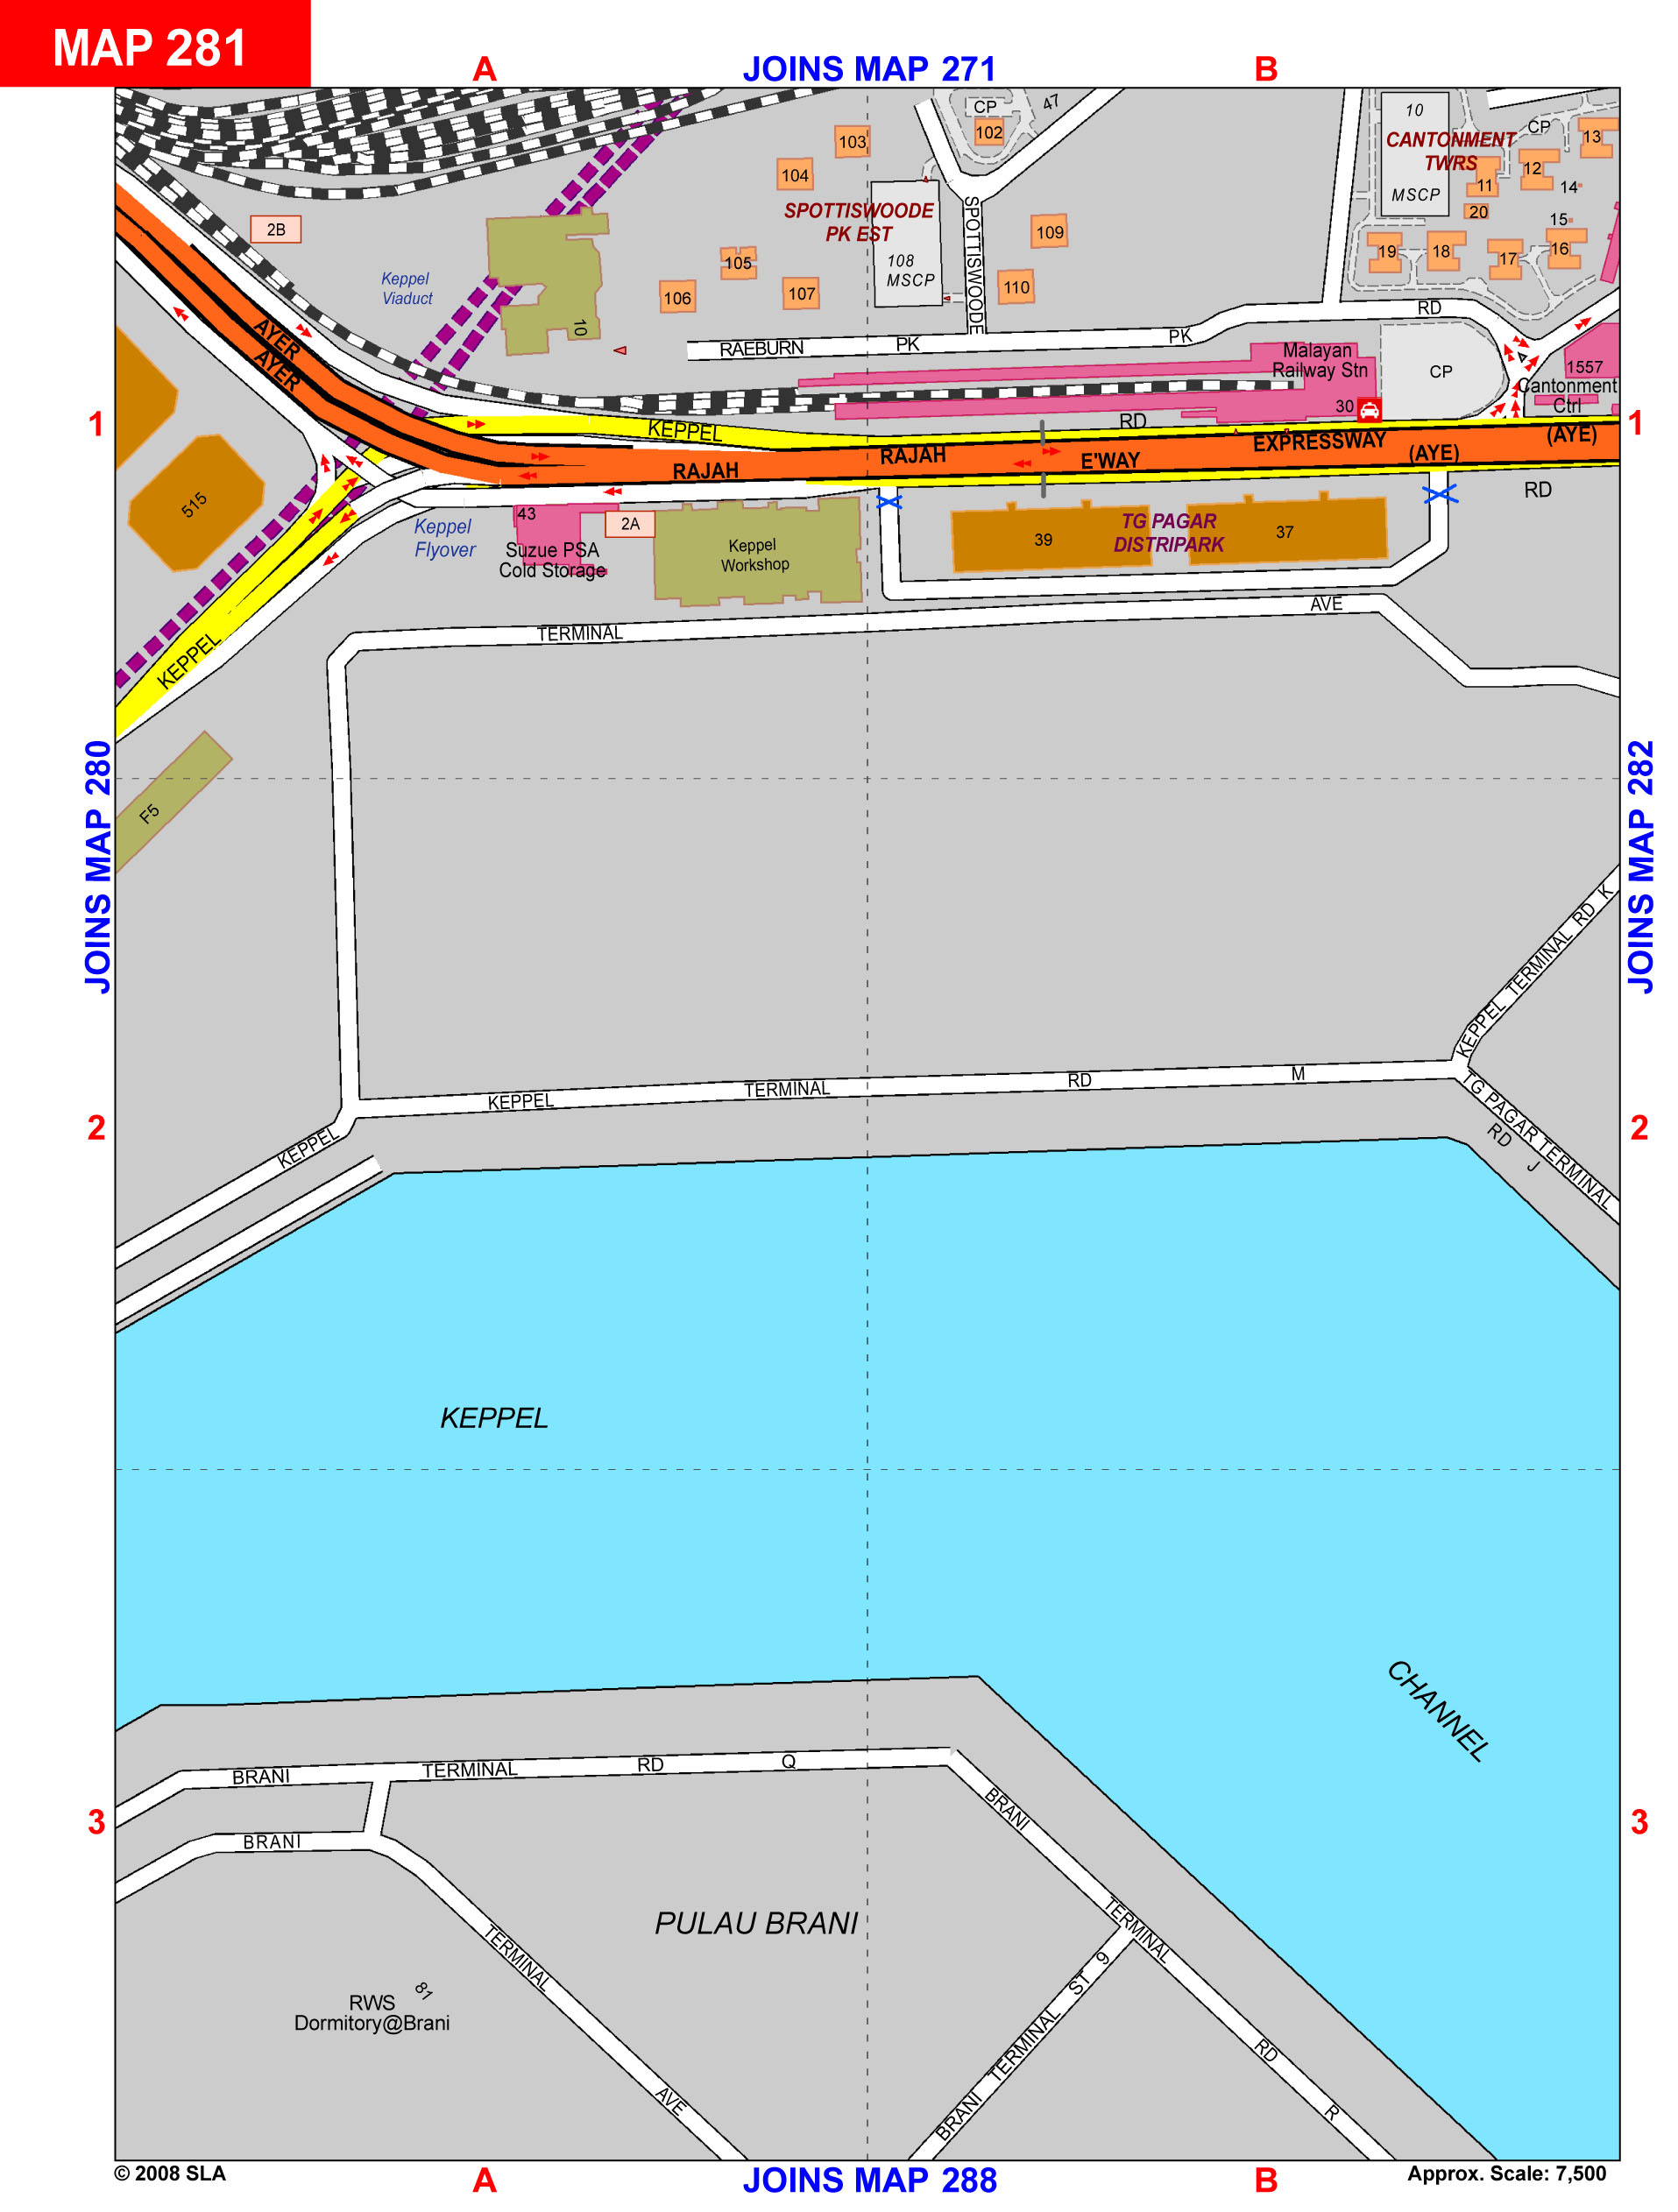 MAP 281
A
JOINS MAP 271
B
103
104
CP
102
47
10
CANTONMENT
TWRS
MSCP
CP
13
12
11
14
20
15
16
17
18
19
2B
Keppel
Viaduct
SPOTTISWOODE
PK EST
108
MSCP
SPOTTISWOODE
109
110
105
106
107
10
RAEBURN
PK
PK
RD
AYER
AYER
Malayan
Railway Stn
30
CP
1557
Cantonment
Ctrl
1
1
KEPPEL
RD
RAJAH
RAJAH
E'WAY
EXPRESSWAY
(AYE)
(AYE)
RD
515
Keppel
Flyover
43
Suzue PSA
Cold Storage
2A
Keppel
Workshop
39
TG PAGAR
DISTRIPARK
37
KEPPEL
TERMINAL
AVE
JOINS MAP 280
JOINS MAP 282
F5
KEPPEL TERMINAL RD K
KEPPEL
TERMINAL
RD
M
KEPPEL
TG PAGAR TERMINAL
RD J
2
2
KEPPEL
CHANNEL
BRANI
TERMINAL
RD
Q
3
3
BRANI
TERMINAL
AVE
BRANI
TERMINAL
RD
R
PULAU BRANI
BRANI TERMINAL ST 9
81
RWS
Dormitory@Brani
© 2008 SLA
A
JOINS MAP 288
B
Approx. Scale: 7,500